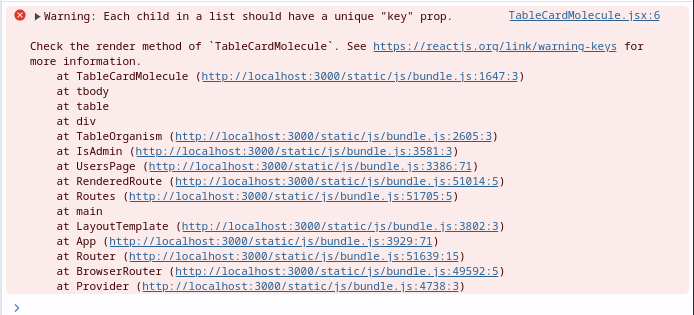 Warning: Each child in a list should have a unique "key" prop. TableCardMolecule.jsx:6
Check the render method of `TableCardMolecule`. See https://reactjs.org/link/warning-keys for
more information.
at TableCardMolecule (http://localhost:3000/static/js/bundle.js:1647:3)
at tbody
at table
at div
at TableOrganism (http://localhost:3000/static/js/bundle.js:2605:3)
at IsAdmin (http://localhost:3000/static/js/bundle.js:3581:3)
at UsersPage (http://localhost:3000/static/js/bundle.js:3386:71)
at RenderedRoute (http://localhost:3000/static/js/bundle.js:51014:5)
at Routes (http://localhost:3000/static/js/bundle.js:51705:5)
at main
at LayoutTemplate (http://localhost:3000/static/js/bundle.js:3802:3)
at App (http://localhost:3000/static/js/bundle.js:3929:71)
at Router (http://localhost:3000/static/js/bundle.js:51639:15)
at BrowserRouter (http://localhost:3000/static/js/bundle.js:49592:5)
at Provider (http://localhost:3000/static/js/bundle.js:4738:3)